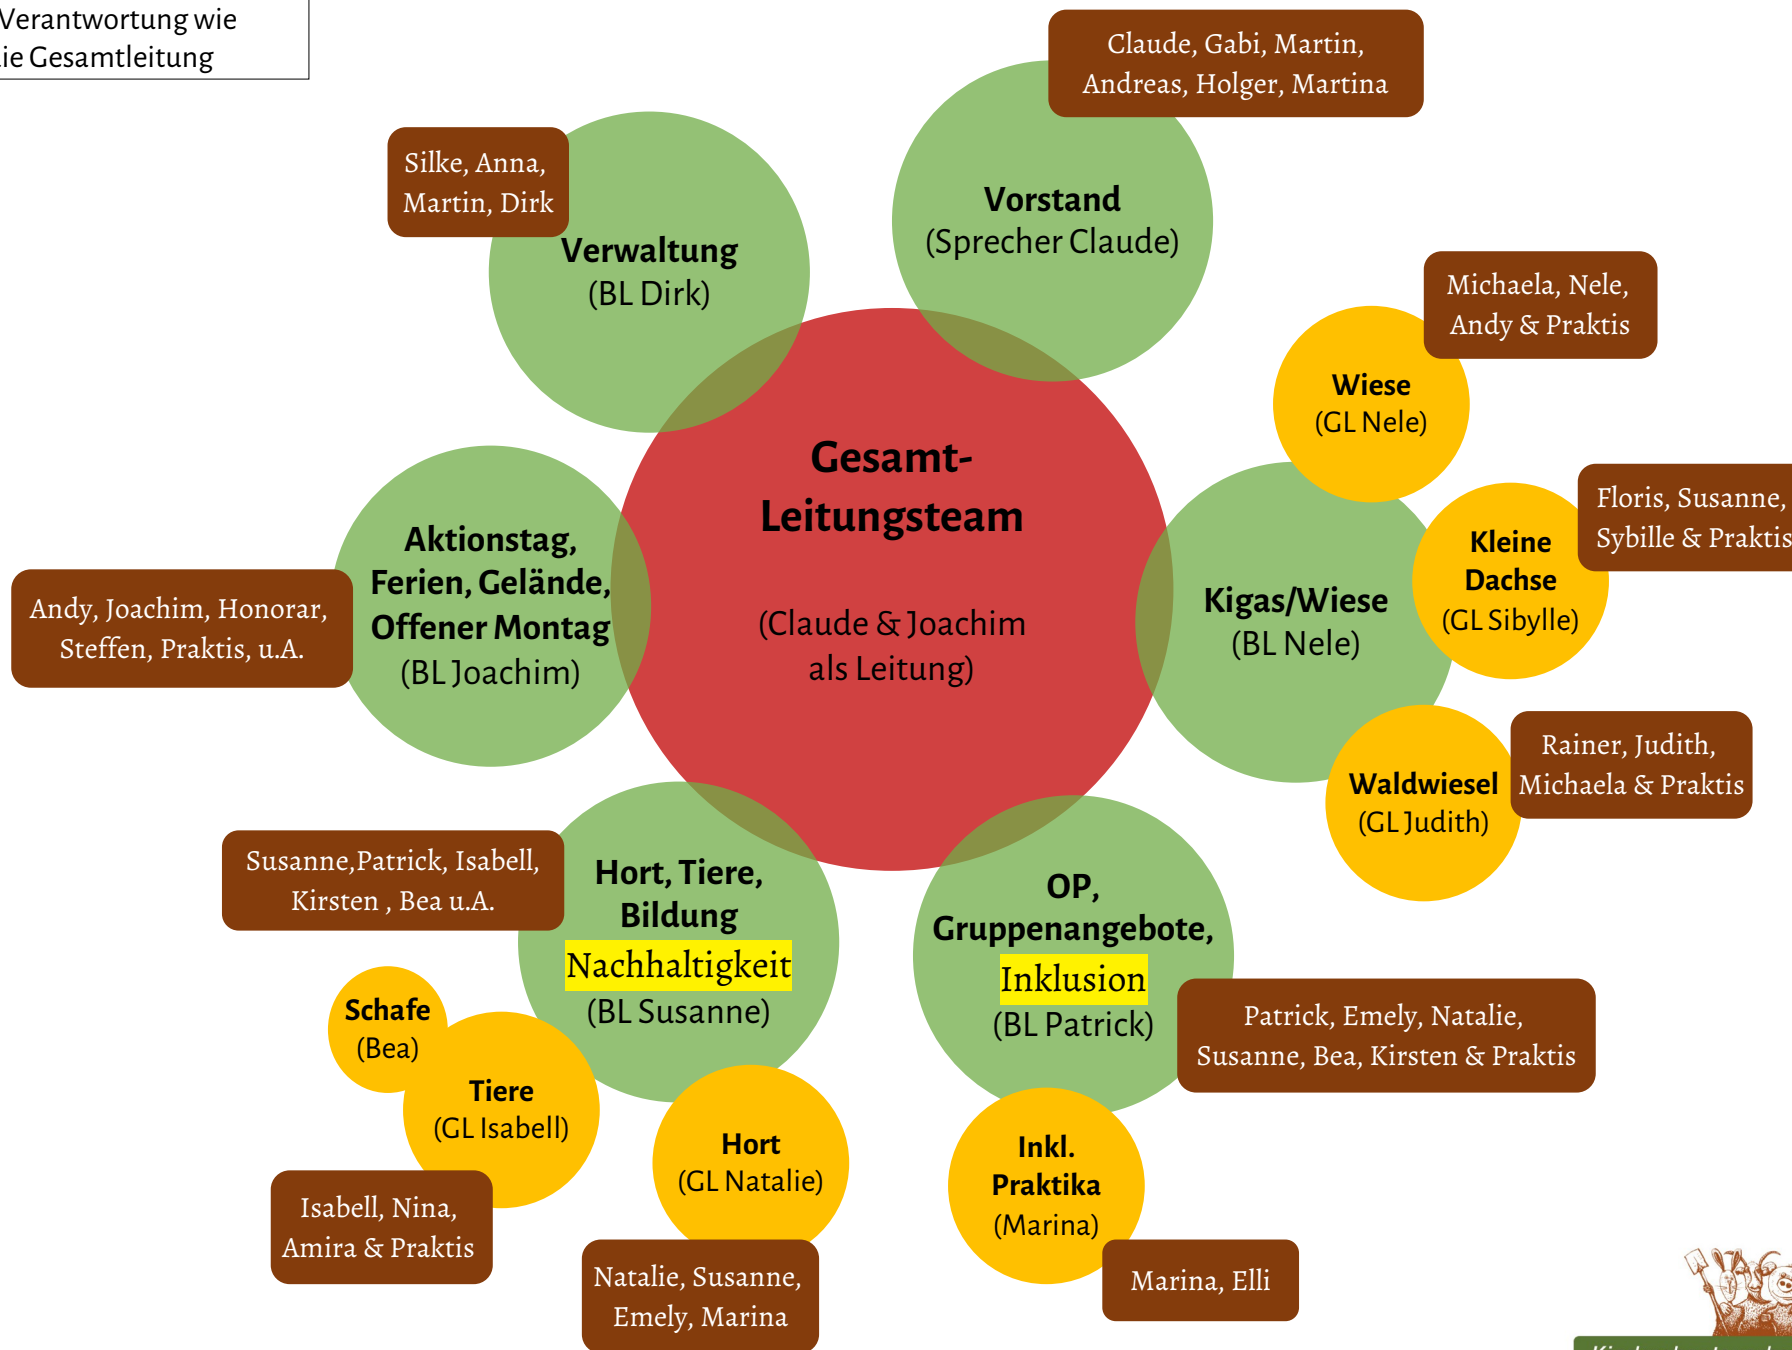 Verantwortung wie
Gesamtleitung
Claude, Gabi, Martin,
Andreas, Holger, Martina
Silke, Anna,
Martin, Dirk
Vorstand
(Sprecher Claude)
Verwaltung
(BL Dirk)
Michaela, Nele,
Andy & Praktis
Wiese
(GL Nele)
Gesamt-
Leitungsteam
(Claude & Joachim
als Leitung)
Floris, Susanne,
Sybille & Praktis
Kleine
Dachse
(GL Sibylle)
Aktionstag,
Ferien, Gelände,
Offener Montag
(BL Joachim)
Andy, Joachim, Honorar,
Steffen, Praktis, u.A.
Kigas/Wiese
(BL Nele)
Rainer, Judith,
Michaela & Praktis
Waldwiesel
(GL Judith)
Susanne,Patrick, Isabell,
Kirsten , Bea u.A.
Hort, Tiere,
Bildung
Nachhaltigkeit
(BL Susanne)
OP,
Gruppenangebote,
Inklusion
(BL Patrick)
Patrick, Emely, Natalie,
Susanne, Bea, Kirsten & Praktis
Schafe
(Bea)
Tiere
(GL Isabell)
Isabell, Nina,
Amira & Praktis
Hort
(GL Natalie)
Natalie, Susanne,
Emely, Marina
Inkl.
Praktika
(Marina)
Marina, Elli